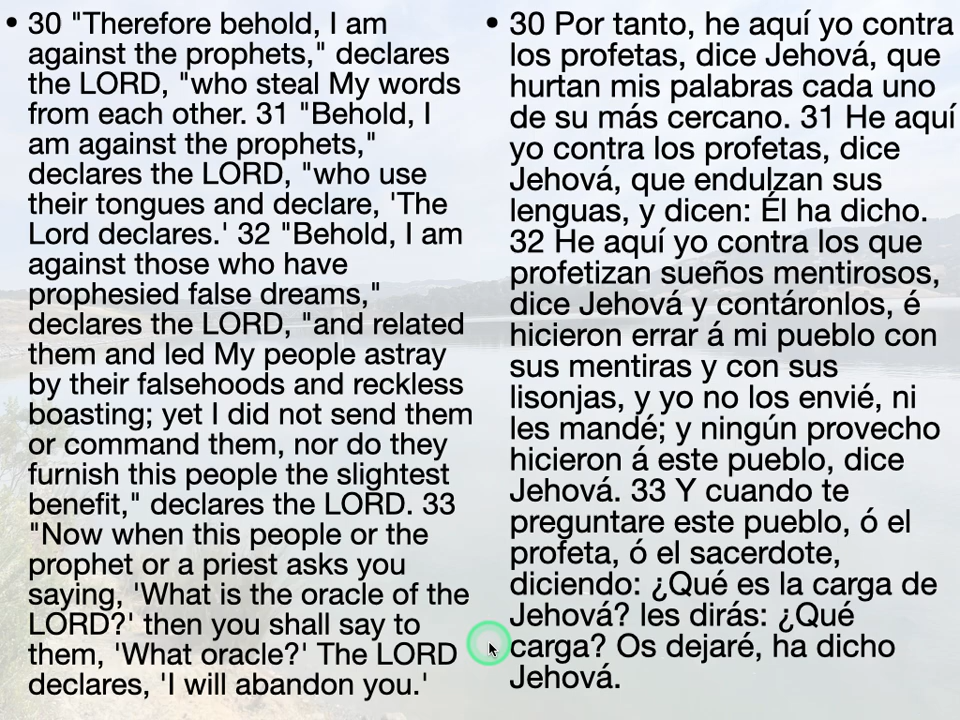 • 30 "Therefore behold, I am
against the prophets," declares
the LORD, "who steal My words
from each other. 31 "Behold, I
am against the prophets,"
declares the LORD, "who use
their tongues and declare, 'The
Lord declares.' 32 "Behold, I am
against those who have
prophesied false dreams,"
declares the LORD, "and related
them and led My people astray
by their falsehoods and reckless
boasting; yet I did not send them
or command them, nor do they
furnish this people the slightest
benefit," declares the LORD. 33
"Now when this people or the
prophet or a priest asks you
saying, 'What is the oracle of the
LORD?' then you shall say to
them, 'What oracle?' The LORD
declares, 'I will abandon you.'
• 30 Por tanto, he aquí yo contra
los profetas, dice Jehová, que
hurtan mis palabras cada uno
de su más cercano. 31 He aquí
yo contra los profetas, dice
Jehová, que endulzan sus
lenguas, y dicen: Él ha dicho.
32 He aquí yo contra los que
profetizan sueños mentirosos,
dice Jehová y contáronlos, é
hicieron errar á mi pueblo con
sus mentiras y con sus
lisonjas, y yo no los envié, ni
les mandé; y ningún provecho
hicieron á este pueblo, dice
Jehová. 33 Y cuando te
preguntare este pueblo, ó el
profeta, ó el sacerdote,
diciendo: ¿Qué es la carga de
Jehová? les dirás: ¿Qué
carga? Os dejaré, ha dicho
Jehová.